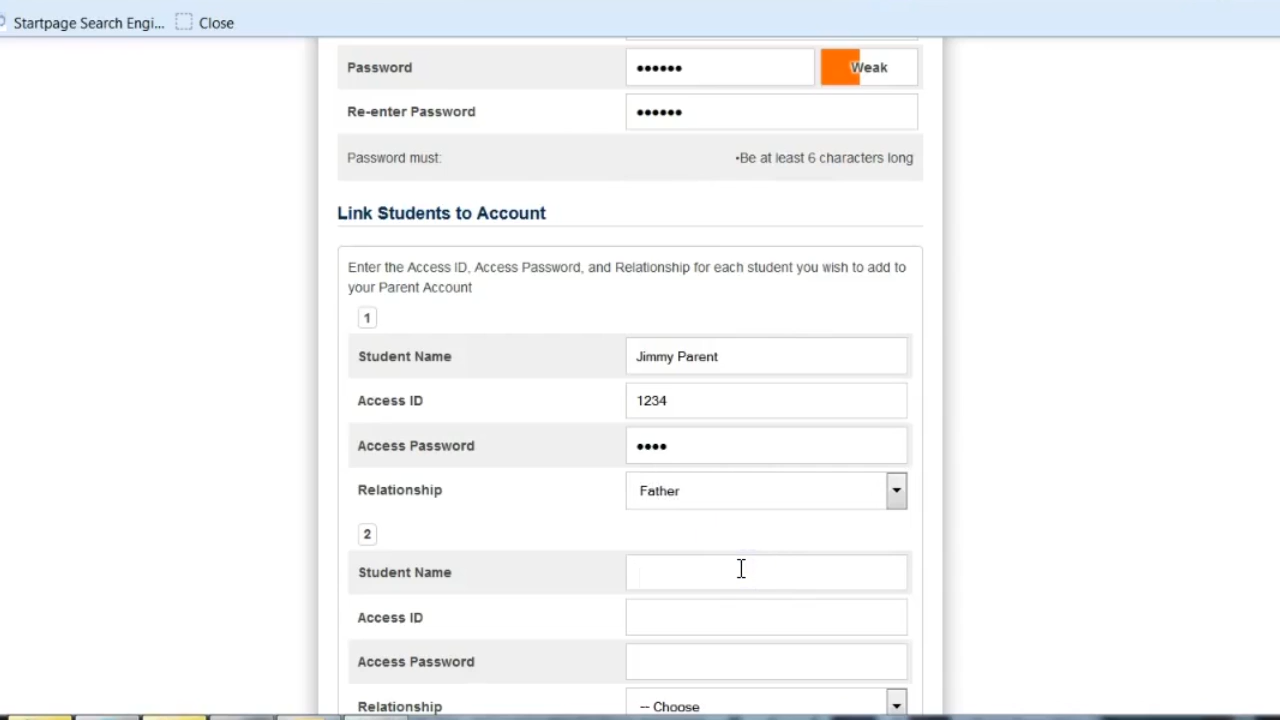 Startpage Search Engi... Close
Password •••••• Weak
Re-enter Password ••••••
Password must: •Be at least 6 characters long
Link Students to Account
Enter the Access ID, Access Password, and Relationship for each student you wish to add to
your Parent Account
1
Student Name Jimmy Parent
Access ID 1234
Access Password ••••
Relationship Father
2
Student Name
Access ID
Access Password
Relationship -- Choose